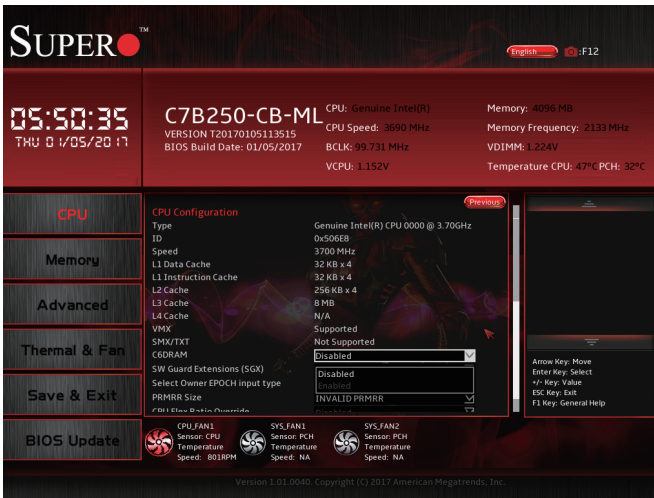 SUPER™
English :F12
05:50:35
THU 01/05/2017
C7B250-CB-ML
VERSION T20170105113515
BIOS Build Date: 01/05/2017
CPU: Genuine Intel(R)
CPU Speed: 3690 MHz
BCLK: 99.731 MHz
VCPU: 1.152V
Memory: 4096 MB
Memory Frequency: 2133 MHz
VDIMM: 1.224V
Temperature CPU: 47°C PCH: 32°C
CPU
Memory
Advanced
Thermal & Fan
Save & Exit
BIOS Update
Previous
CPU Configuration
Type Genuine Intel(R) CPU 0000 @ 3.70GHz
ID 0x506E8
Speed 3700 MHz
L1 Data Cache 32 KB x 4
L1 Instruction Cache 32 KB x 4
L2 Cache 256 KB x 4
L3 Cache 8 MB
L4 Cache N/A
VMX Supported
SMX/TXT Not Supported
C6DRAM Disabled
SW Guard Extensions (SGX) Disabled
Select Owner EPOCH input type Enabled
PRMRR Size INVALID PRMRR
CPU Flex Ratio Override Disabled
Arrow Key: Move
Enter Key: Select
+/- Key: Value
ESC Key: Exit
F1 Key: General Help
CPU_FAN1
Sensor: CPU
Temperature
Speed: 801RPM
SYS_FAN1
Sensor: PCH
Temperature
Speed: NA
SYS_FAN2
Sensor: PCH
Temperature
Speed: NA
Version 1.01.0040. Copyright (C) 2017 American Megatrends, Inc.